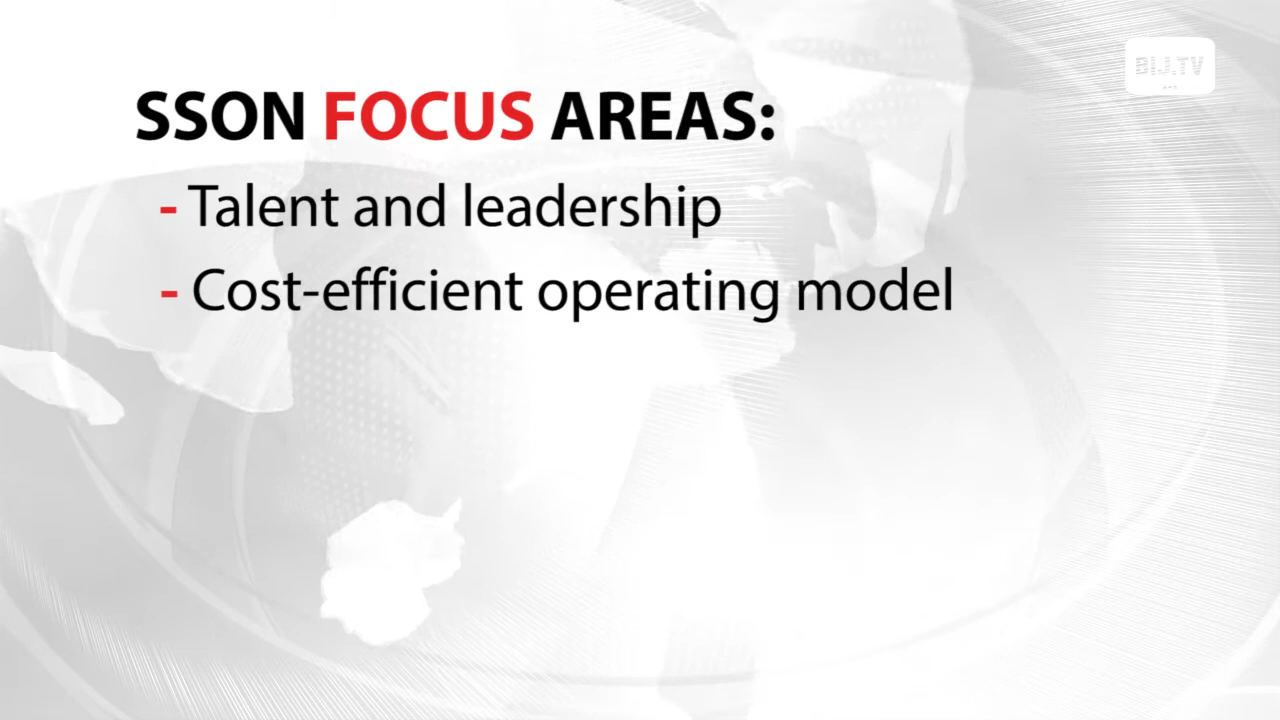 BIJ.TV
SSON FOCUS AREAS:
- Talent and leadership
- Cost-efficient operating model